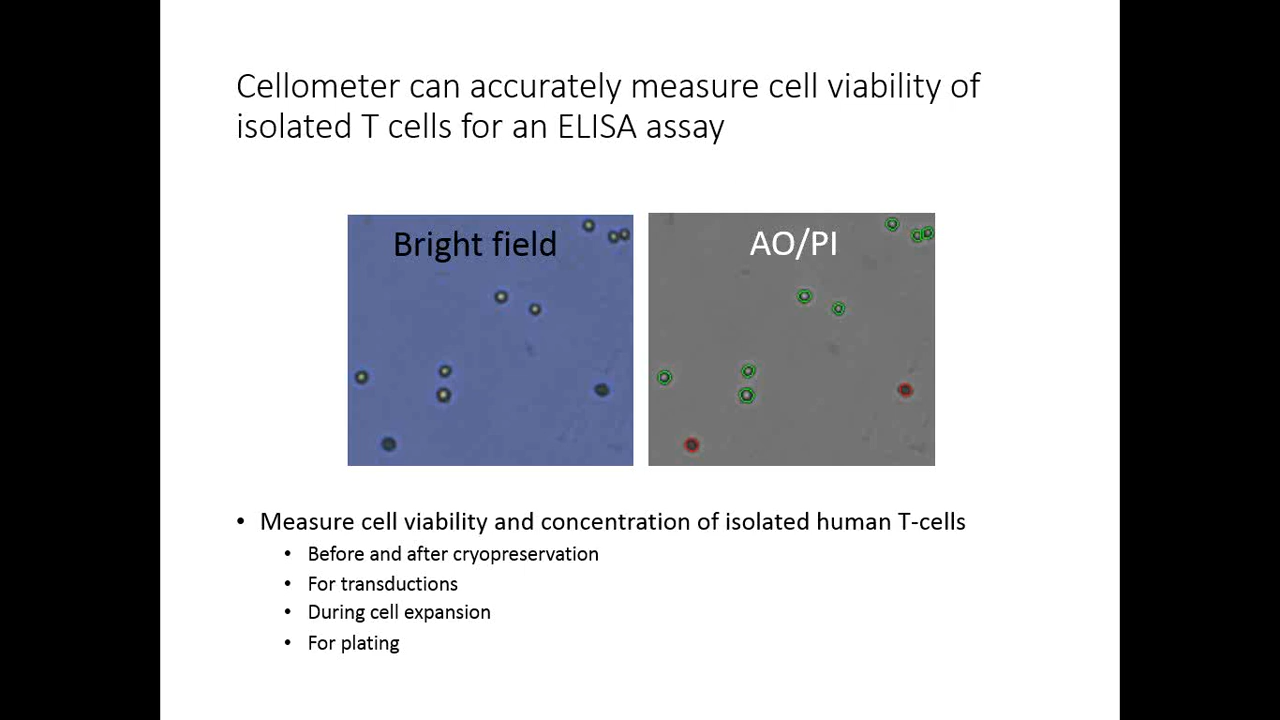 Cellometer can accurately measure cell viability of
isolated T cells for an ELISA assay
Bright field
AO/PI
• Measure cell viability and concentration of isolated human T-cells
• Before and after cryopreservation
• For transductions
• During cell expansion
• For plating